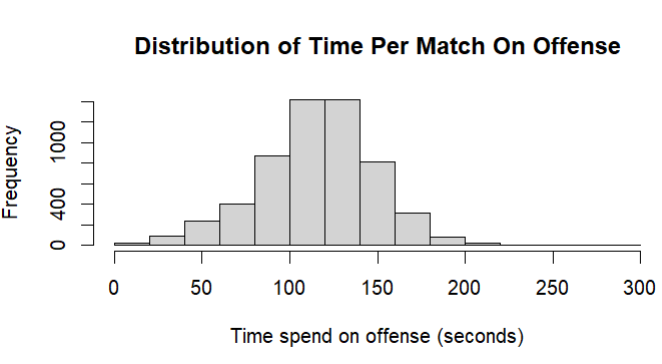 Distribution of Time Per Match On Offense
Frequency
1000
400
0
0 50 100 150 200 250 300
Time spend on offense (seconds)